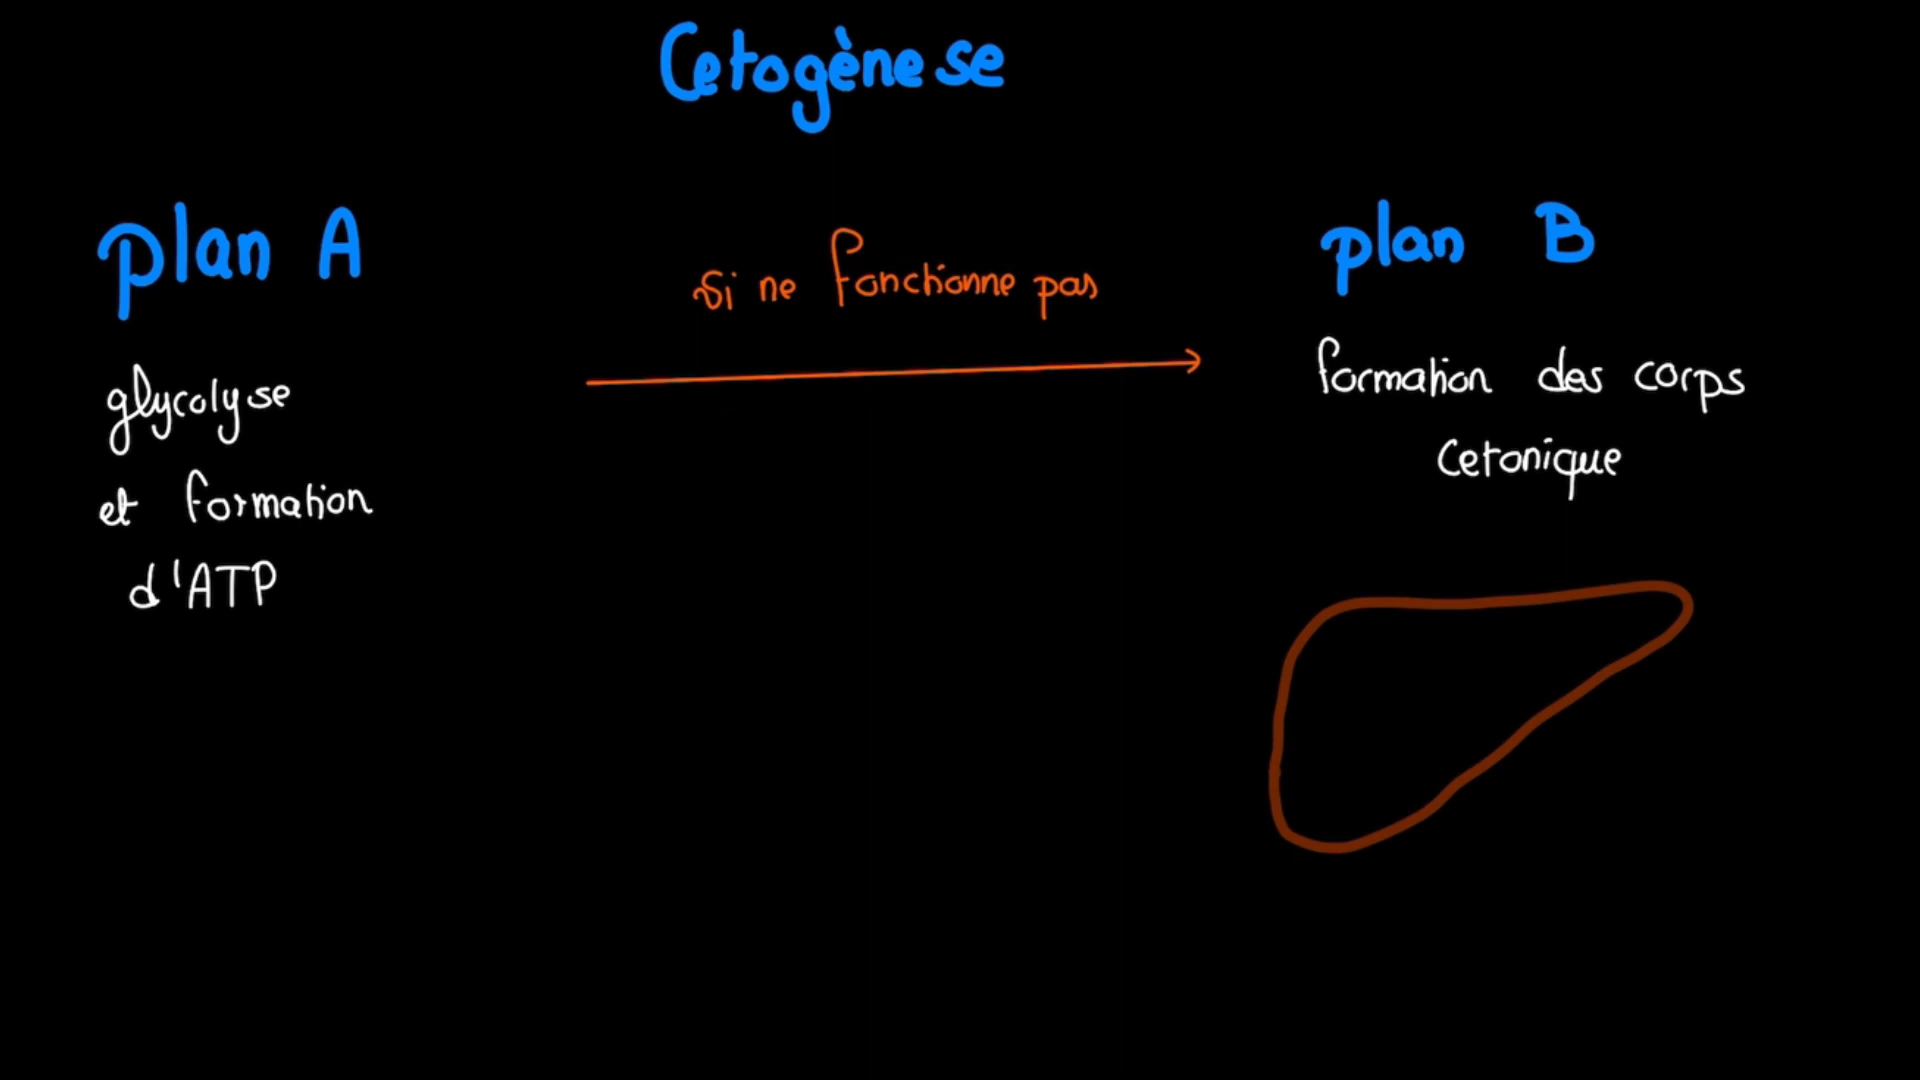 Cetogènese
plan A
si ne fonctionne pas
plan B
glycolyse
et formation
d'ATP
formation des corps
cetonique